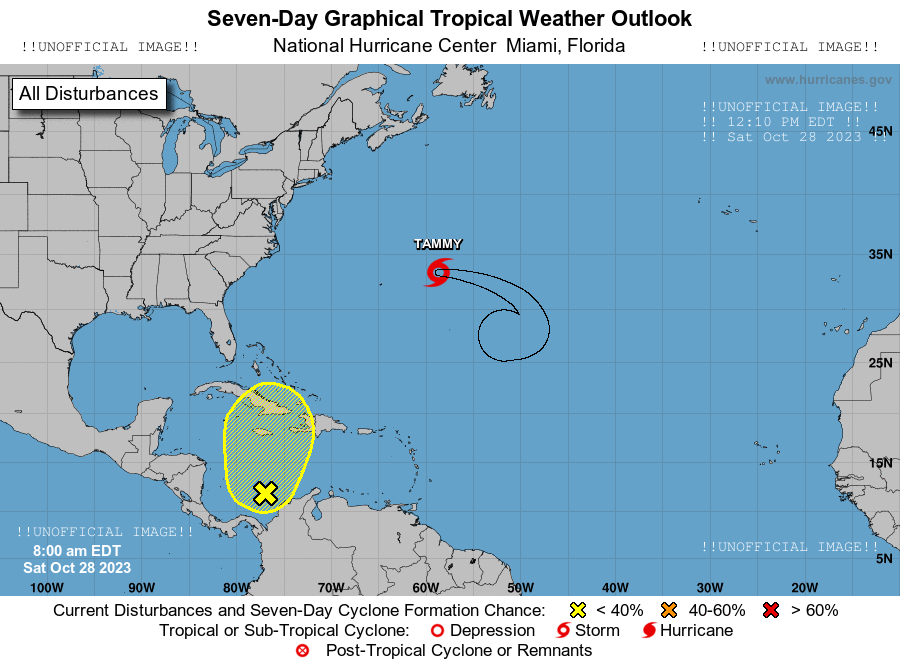 Seven-Day Graphical Tropical Weather Outlook
!!UNOFFICIAL IMAGE!!
National Hurricane Center  Miami, Florida
!!UNOFFICIAL IMAGE!!
All Disturbances
www.hurricanes.gov
!!UNOFFICIAL IMAGE!!
!! 12:10 PM EDT !!
!! Sat Oct 28 2023 !!
45N
TAMMY
35N
25N
15N
!!UNOFFICIAL IMAGE!!
8:00 am EDT
Sat Oct 28 2023
!!UNOFFICIAL IMAGE!!
5N
100W 90W 80W 70W 60W 50W 40W 30W 20W
Current Disturbances and Seven-Day Cyclone Formation Chance: < 40% 40-60% > 60%
Tropical or Sub-Tropical Cyclone: Depression Storm Hurricane
Post-Tropical Cyclone or Remnants